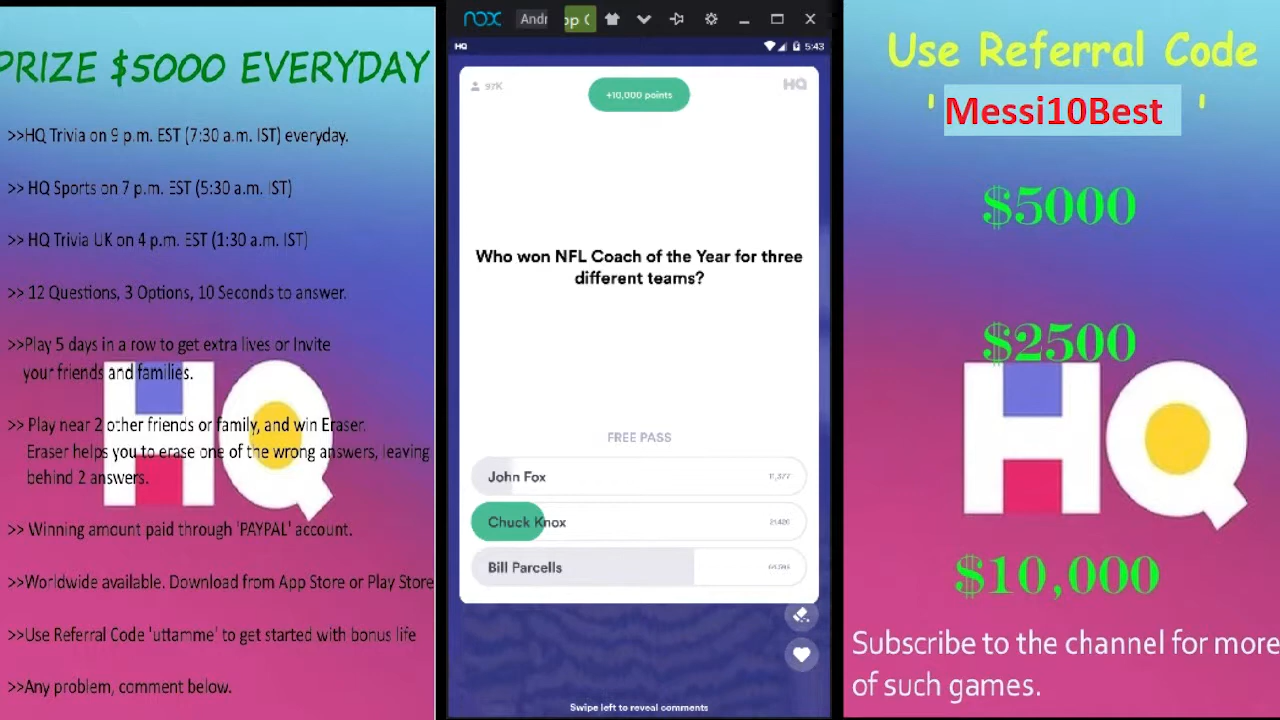 PRIZE $5000 EVERYDAY
>>HQ Trivia on 9 p.m. EST (7:30 a.m. IST) everyday.
>> HQ Sports on 7 p.m. EST (5:30 a.m. IST)
>> HQ Trivia UK on 4 p.m. EST (1:30 a.m. IST)
>> 12 Questions, 3 Options, 10 Seconds to answer.
>>Play 5 days in a row to get extra lives or Invite
your friends and families.
>> Play near 2 other friends or family, and win Eraser.
Eraser helps you to erase one of the wrong answers, leaving
behind 2 answers.
>> Winning amount paid through 'PAYPAL' account.
>>Worldwide available. Download from App Store or Play Store
>>Use Referral Code 'uttamme' to get started with bonus life
>>Any problem, comment below.
HQ
nox Andr op C
HQ 5:43
97K +10,000 points HQ
Who won NFL Coach of the Year for three
different teams?
FREE PASS
John Fox
Chuck Knox
Bill Parcells
Swipe left to reveal comments
Use Referral Code
' Messi10Best '
$5000
$2500
HQ
$10,000
Subscribe to the channel for more
of such games.